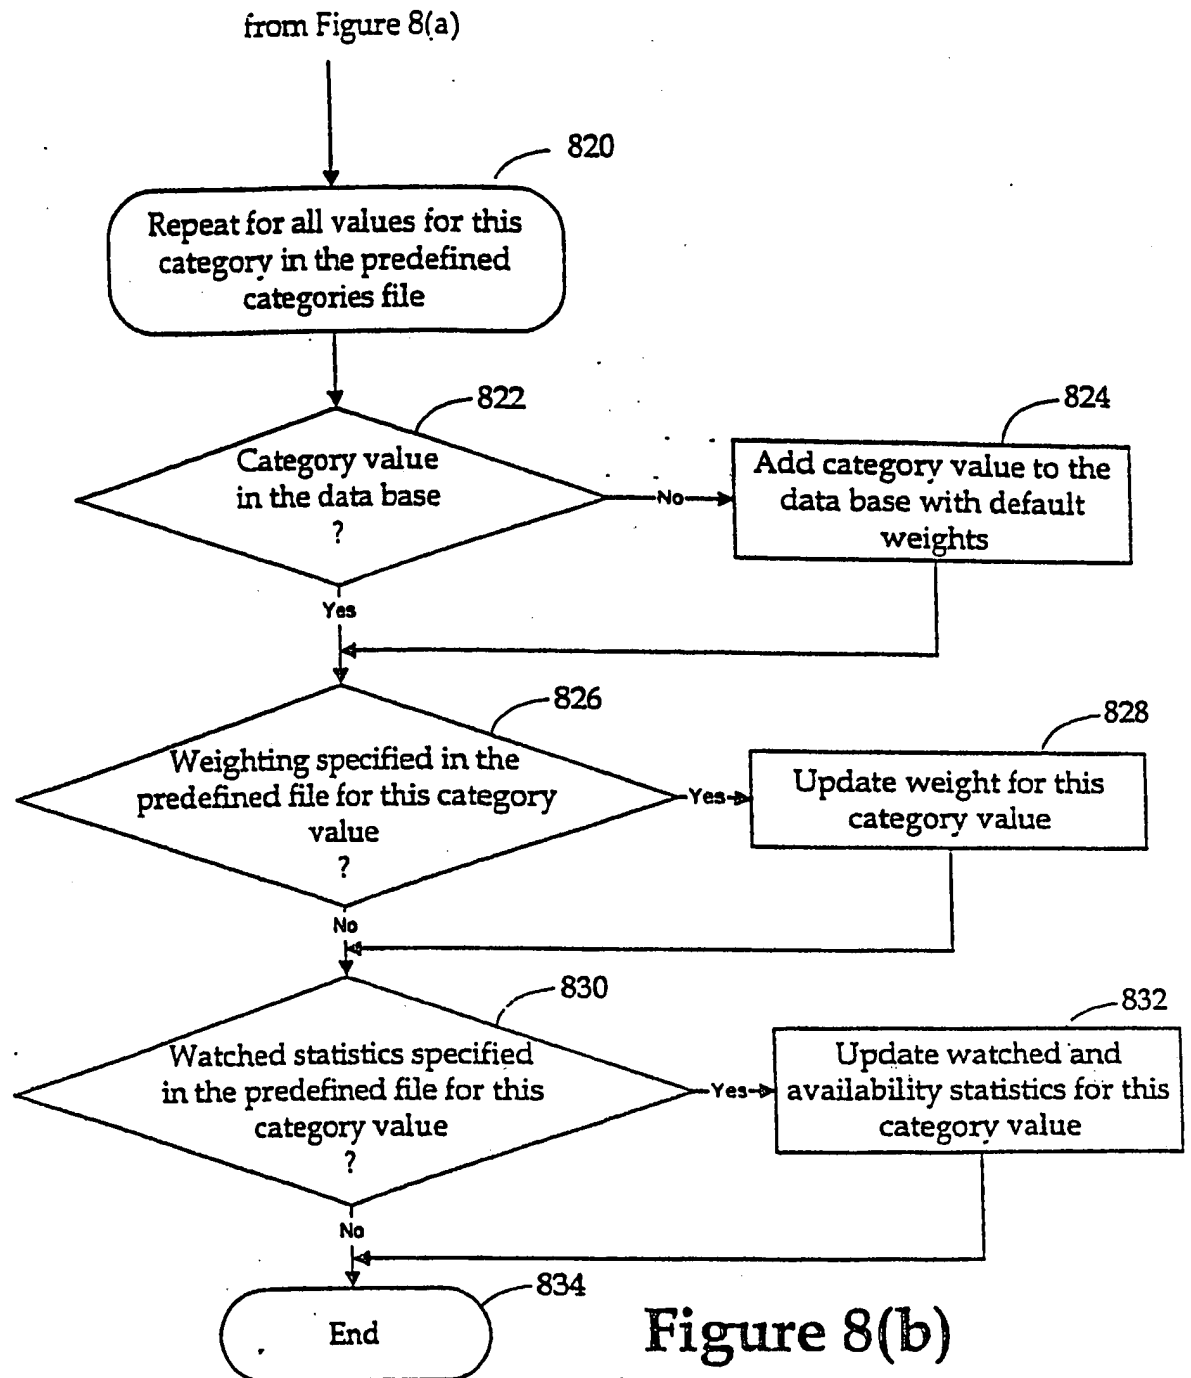 from Figure 8(a)
820
Repeat for all values for this
category in the predefined
categories file
822
Category value
in the data base
?
No
824
Add category value to the
data base with default
weights
Yes
826
Weighting specified in the
predefined file for this category
value
?
Yes
828
Update weight for this
category value
No
830
Watched statistics specified
in the predefined file for this
category value
?
Yes
832
Update watched and
availability statistics for this
category value
No
834
End
Figure 8(b)